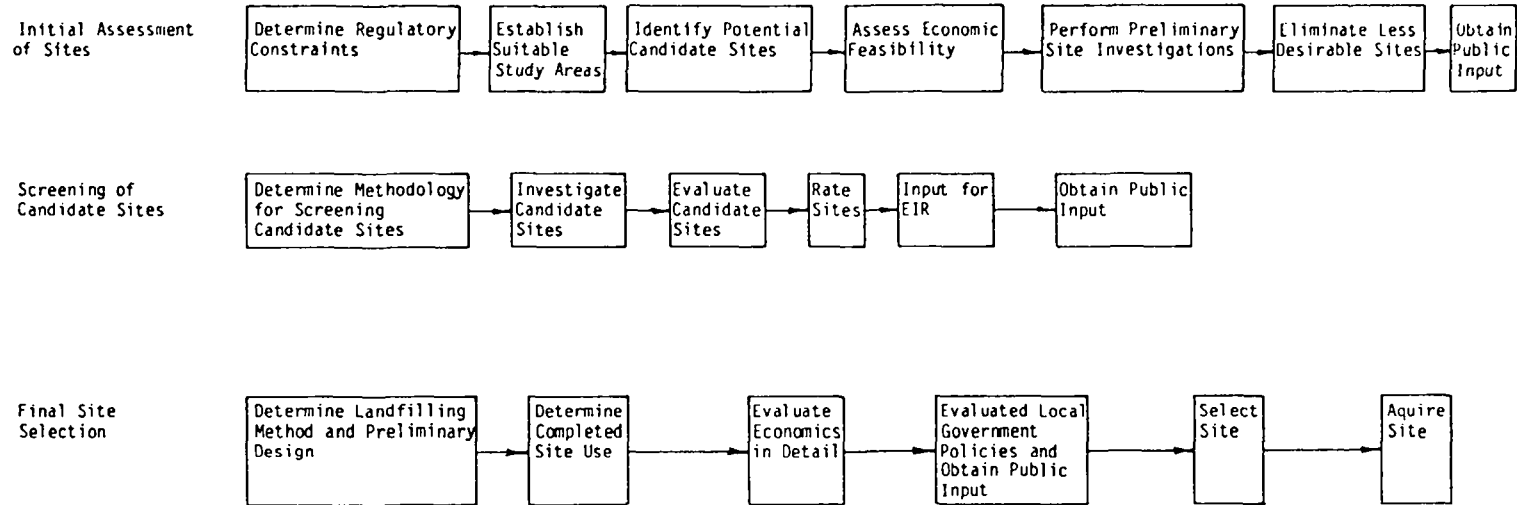 Initial Assessment
of Sites
Determine Regulatory
Constraints
Establish
Suitable
Study Areas
Identify Potential
Candidate Sites
Assess Economic
Feasibility
Perform Preliminary
Site Investigations
Eliminate Less
Desirable Sites
Obtain
Public
Input
Screening of
Candidate Sites
Determine Methodology
for Screening
Candidate Sites
Investigate
Candidate
Sites
Evaluate
Candidate
Sites
Rate
Sites
Input for
EIR
Obtain Public
Input
Final Site
Selection
Determine Landfilling
Method and Preliminary
Design
Determine
Completed
Site Use
Evaluate
Economics
in Detail
Evaluated Local
Government
Policies and
Obtain Public
Input
Select
Site
Aquire
Site